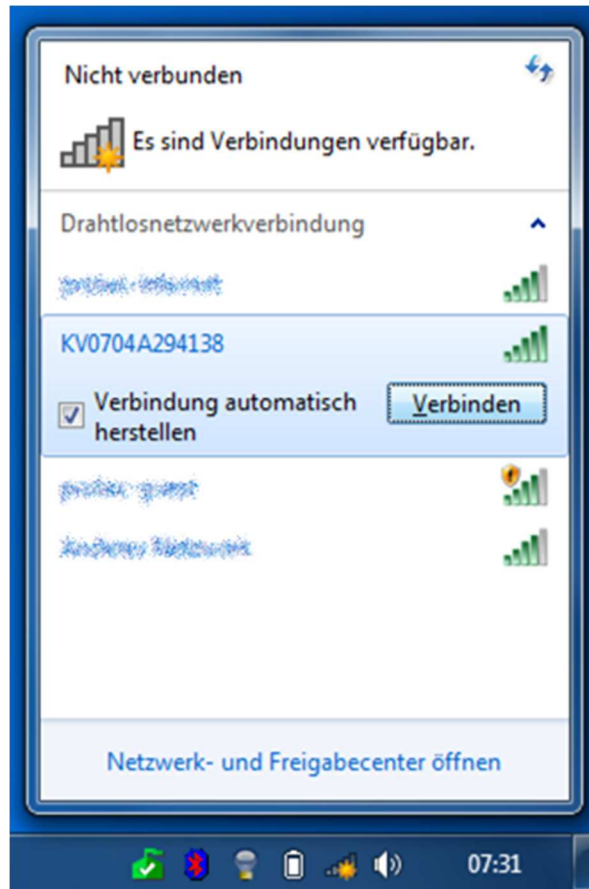 Nicht verbunden
Es sind Verbindungen verfügbar.
Drahtlosnetzwerkverbindung
KV0704A294138
Verbindung automatisch
herstellen
Verbinden
Netzwerk- und Freigabecenter öffnen
07:31